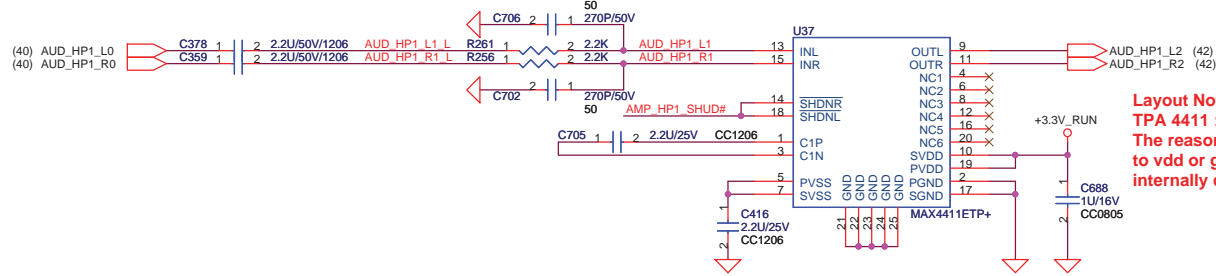 50
C706 2 1 270P/50V
U37
(40) AUD_HP1_L0 C378 1 2 2.2U/50V/1206 AUD_HP1_L1_L R261 1 2 2.2K AUD_HP1_L1 13 INL OUTL 9 AUD_HP1_L2 (42)
(40) AUD_HP1_R0 C359 1 2 2.2U/50V/1206 AUD_HP1_R1_L R256 1 2 2.2K AUD_HP1_R1 15 INR OUTR 11 AUD_HP1_R2 (42)
NC1 4
C702 2 1 270P/50V NC2 6
50 14 SHDNR NC3 8
AMP_HP1_SHUD# 18 SHDNL NC4 12
NC5 16
C705 1 2 2.2U/25V CC1206 1 C1P NC6 20
3 C1N SVDD 10 +3.3V_RUN
PVDD 19
5 PVSS PGND 2
7 SVSS SGND 17
GND GND GND GND GND
MAX4411ETP+
21 22 23 24 25
1 C416
2.2U/25V
2 CC1206
1 C688
1U/16V
2 CC0805
TPA 4411
The reason
to vdd or
internally